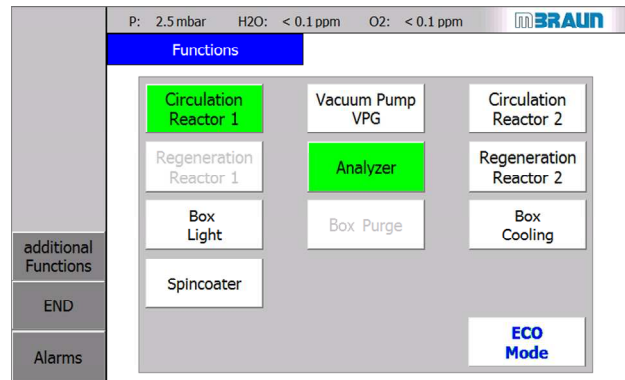 P: 2.5 mbar H2O: < 0.1 ppm O2: < 0.1 ppm MBRAUN
Functions
Circulation
Reactor 1
Vacuum Pump
VPG
Circulation
Reactor 2
Regeneration
Reactor 1
Analyzer
Regeneration
Reactor 2
Box
Light
Box Purge
Box
Cooling
Spincoater
ECO
Mode
additional
Functions
END
Alarms